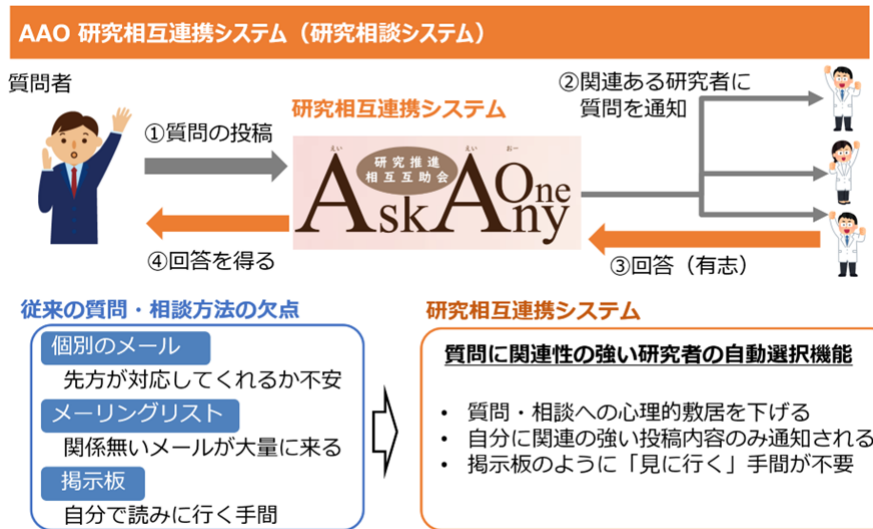 AAO 研究相互連携システム（研究相談システム）
質問者
①質問の投稿
研究相互連携システム
②関連ある研究者に
質問を通知
えい えい おー
研究推進
相互互助会
Ask Any One
④回答を得る
③回答（有志）
従来の質問・相談方法の欠点
個別のメール
先方が対応してくれるか不安
メーリングリスト
関係無いメールが大量に来る
掲示板
自分で読みに行く手間
研究相互連携システム
質問に関連性の強い研究者の自動選択機能
• 質問・相談への心理的敷居を下げる
• 自分に関連の強い投稿内容のみ通知される
• 掲示板のように「見に行く」手間が不要